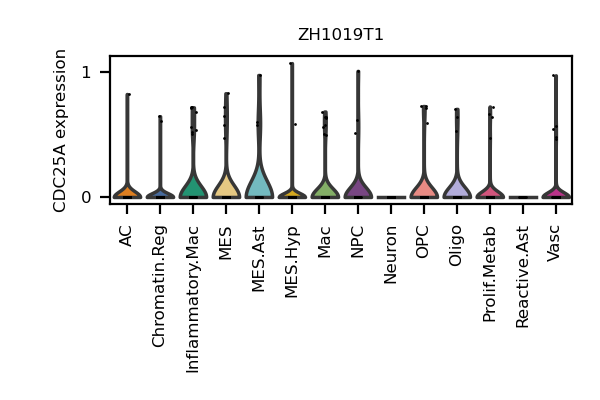 ZH1019T1
CDC25A expression
1
0
AC
Chromatin.Reg
Inflammatory.Mac
MES
MES.Ast
MES.Hyp
Mac
NPC
Neuron
OPC
Oligo
Prolif.Metab
Reactive.Ast
Vasc